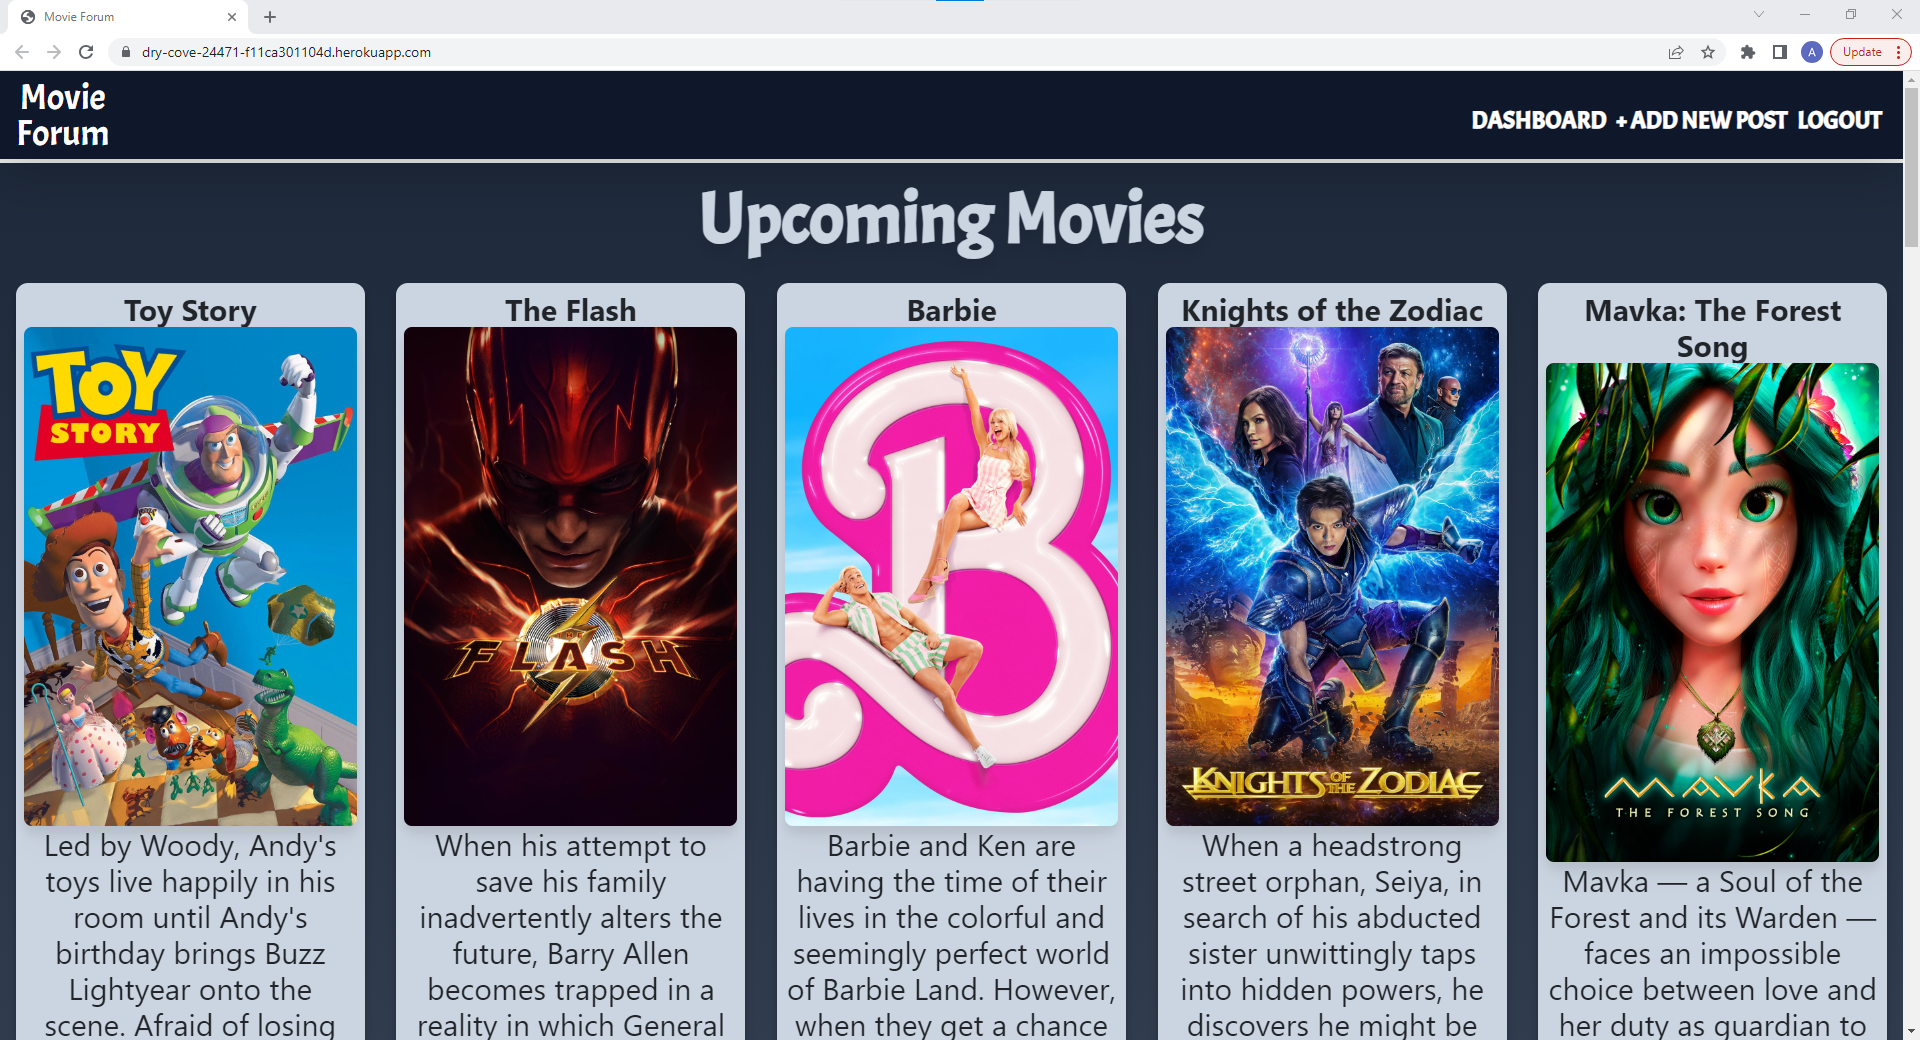 Movie Forum
dry-cove-24471-f11ca301104d.herokuapp.com
A
Update
Movie
Forum
DASHBOARD + ADD NEW POST LOGOUT
Upcoming Movies
Toy Story
TOY
STORY
Led by Woody, Andy's
toys live happily in his
room until Andy's
birthday brings Buzz
Lightyear onto the
scene. Afraid of losing
The Flash
THE
FLASH
When his attempt to
save his family
inadvertently alters the
future, Barry Allen
becomes trapped in a
reality in which General
Barbie
B
Barbie and Ken are
having the time of their
lives in the colorful and
seemingly perfect world
of Barbie Land. However,
when they get a chance
Knights of the Zodiac
KNIGHTS OF THE ZODIAC
When a headstrong
street orphan, Seiya, in
search of his abducted
sister unwittingly taps
into hidden powers, he
discovers he might be
Mavka: The Forest
Song
MAVKA
THE FOREST SONG
Mavka — a Soul of the
Forest and its Warden —
faces an impossible
choice between love and
her duty as guardian to